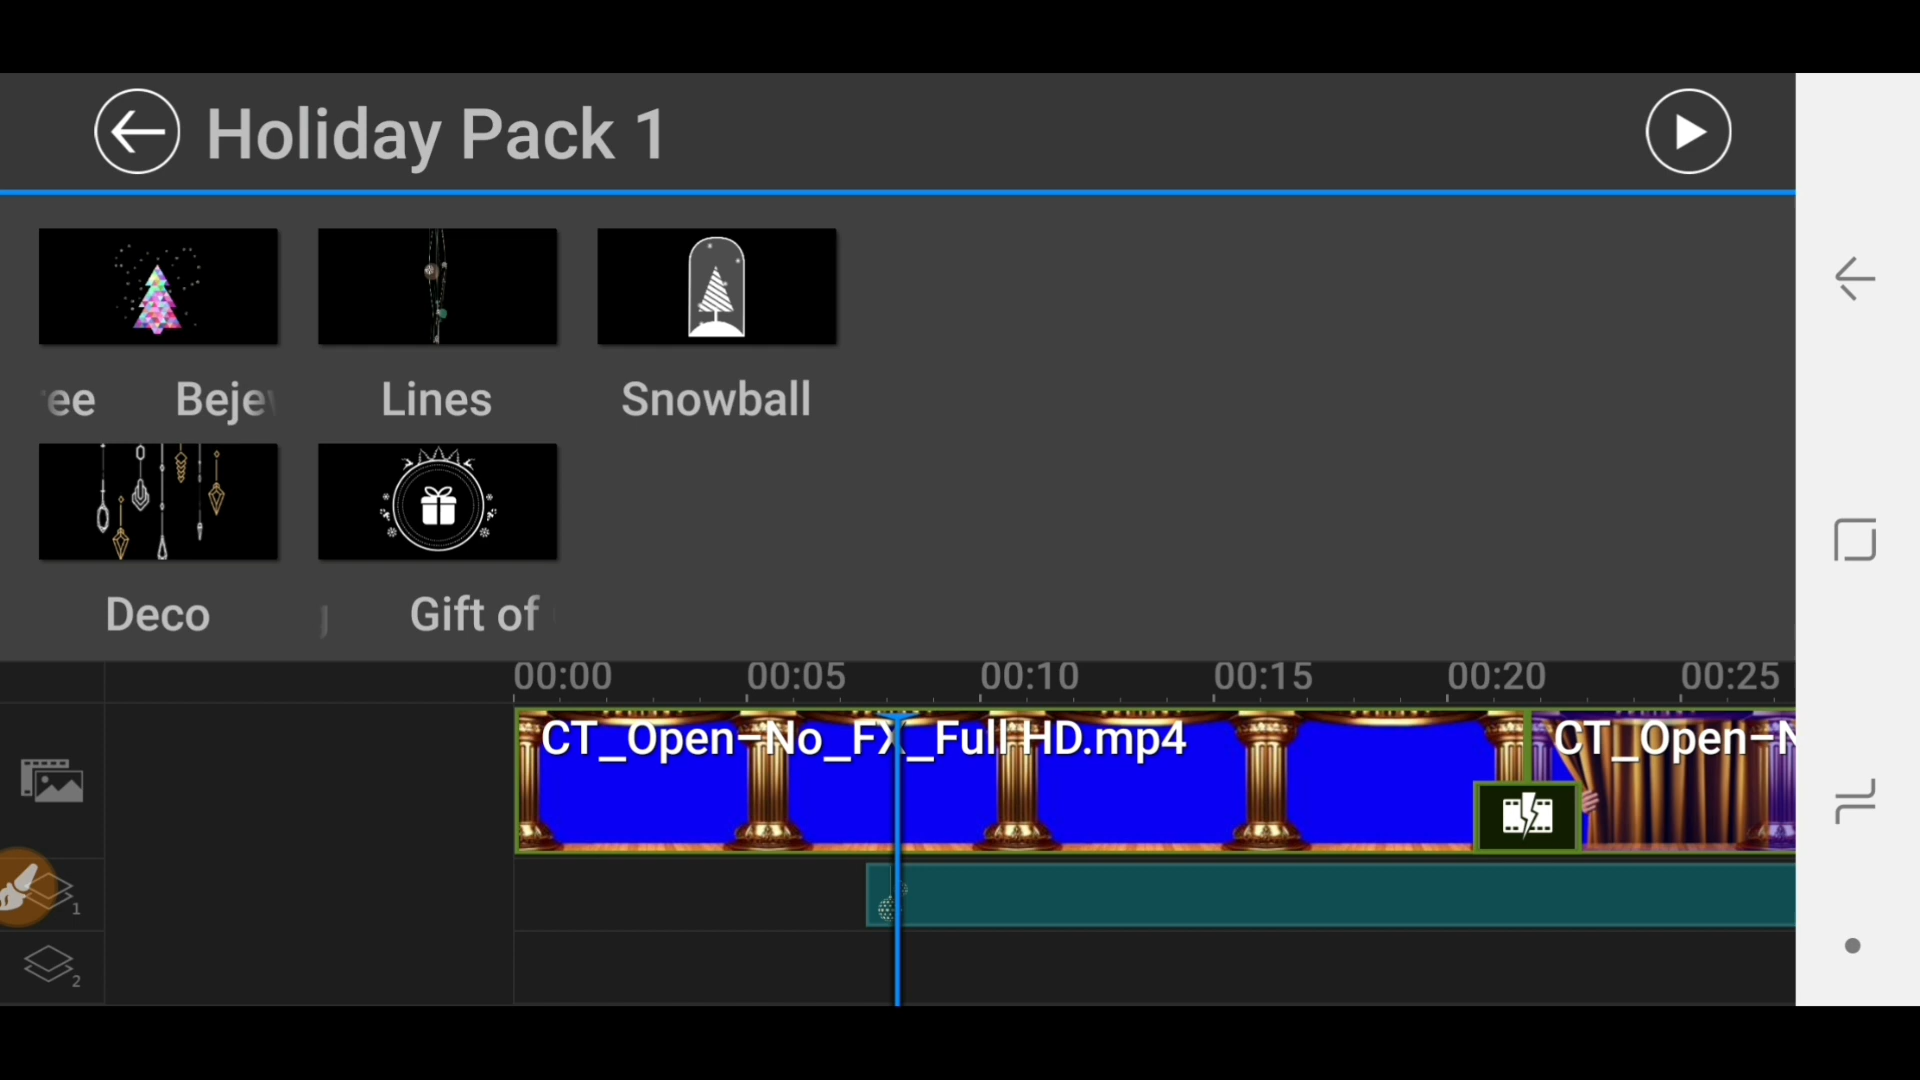 Holiday Pack 1
ee Beje
Lines
Snowball
Deco
Gift of
00:00 00:05 00:10 00:15 00:20 00:25
CT_Open-No_FX_Full HD.mp4
CT_Open-N
1
2